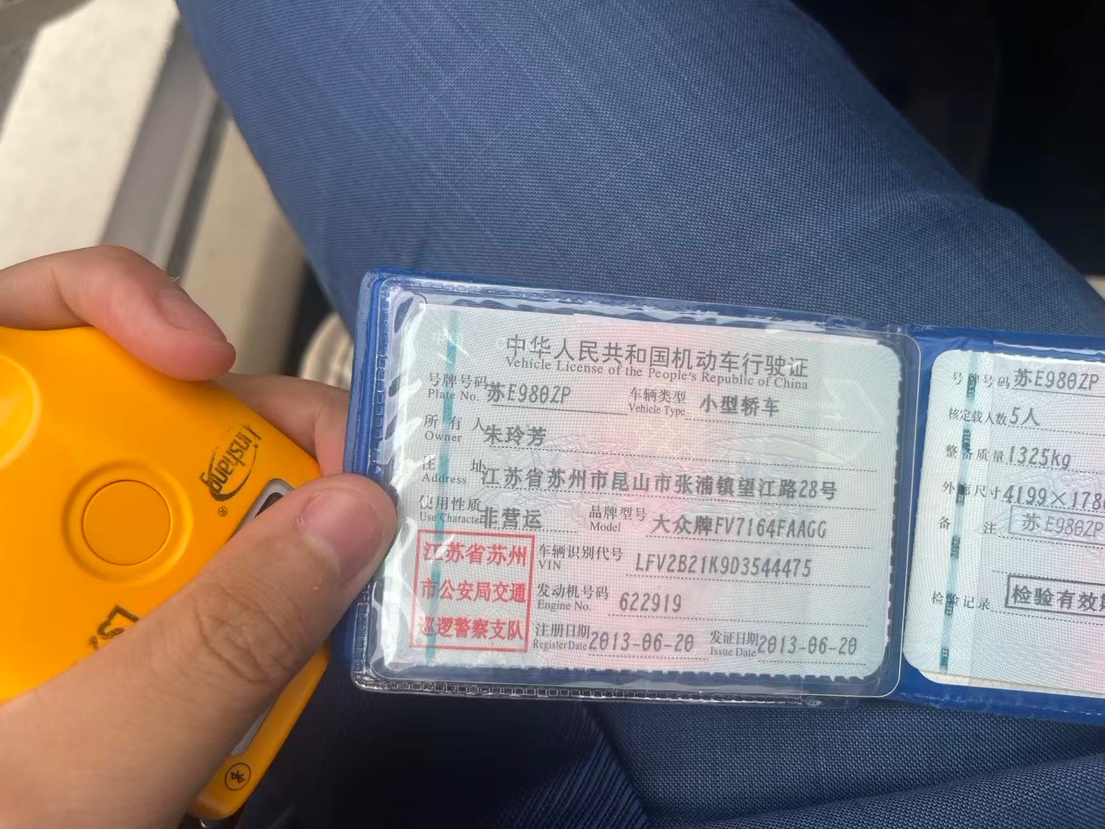 中华人民共和国机动车行驶证
Vehicle License of the People's Republic of China
号牌号码 苏E980ZP 车辆类型 小型轿车
Plate No. Vehicle Type
所有人 朱玲芳
Owner
住址 江苏省苏州市昆山市张浦镇望江路28号
Address
使用性质 非营运 品牌型号 大众牌FV7164FAAGG
Use Character Model
江苏省苏州
市公安局交通
巡逻警察支队
车辆识别代号 LFV2B21K9D3544475
VIN
发动机号码 622919
Engine No.
注册日期 2013-06-20 发证日期 2013-06-20
Register Date Issue Date
号牌号码 苏E980ZP
核定载人数 5人
整备质量 1325kg
外廓尺寸 4199×178
备注 苏E980ZP
检验记录 检验有效
Linshang